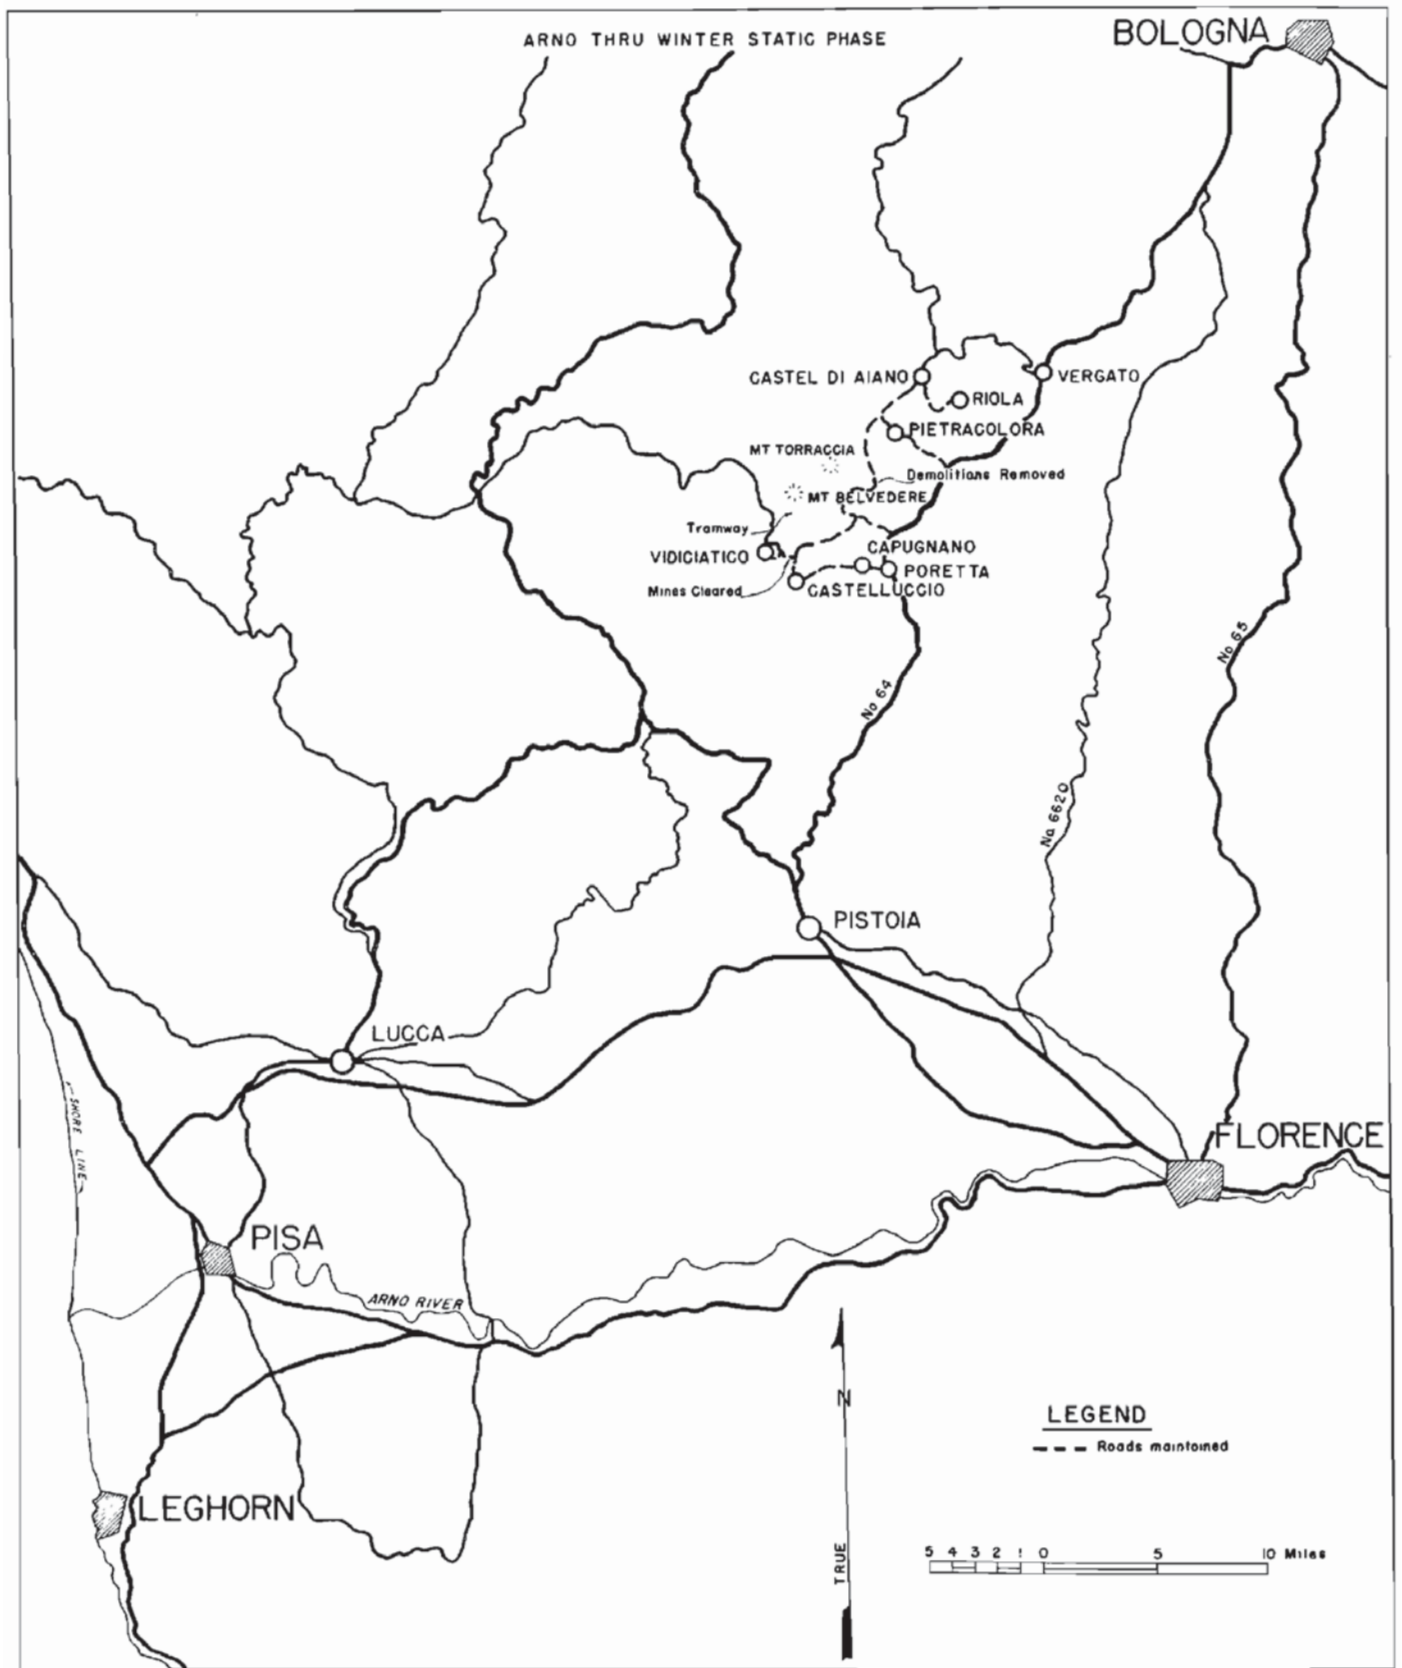 ARNO THRU WINTER STATIC PHASE
BOLOGNA
CASTEL DI AIANO
VERGATO
RIOLA
PIETRACOLORA
MT TORRACCIA
Demolitions Removed
MT BELVEDERE
Tramway
VIDICIATICO
CAPUGNANO
PORETTA
Mines Cleared
CASTELLUCCIO
No 65
No 64
No 6620
PISTOIA
LUCCA
SHORE LINE
FLORENCE
PISA
ARNO RIVER
N
LEGEND
Roads maintained
LEGHORN
TRUE
5 4 3 2 1 0 5 10 Miles